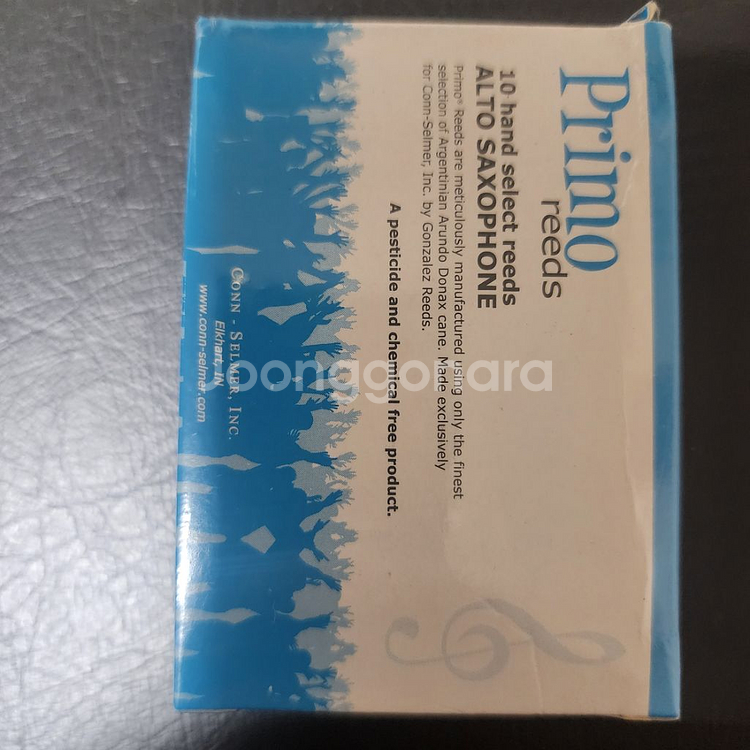 Primo
reeds
10 hand select reeds
ALTO SAXOPHONE
Primo® Reeds are meticulously manufactured using only the finest
selection of Argentinian Arundo Donax cane. Made exclusively
for Conn-Selmer, Inc. by Gonzalez Reeds.
A pesticide and chemical free product.
CONN - SELMER, INC.
Elkhart, IN
www.conn-selmer.com
joonggonara